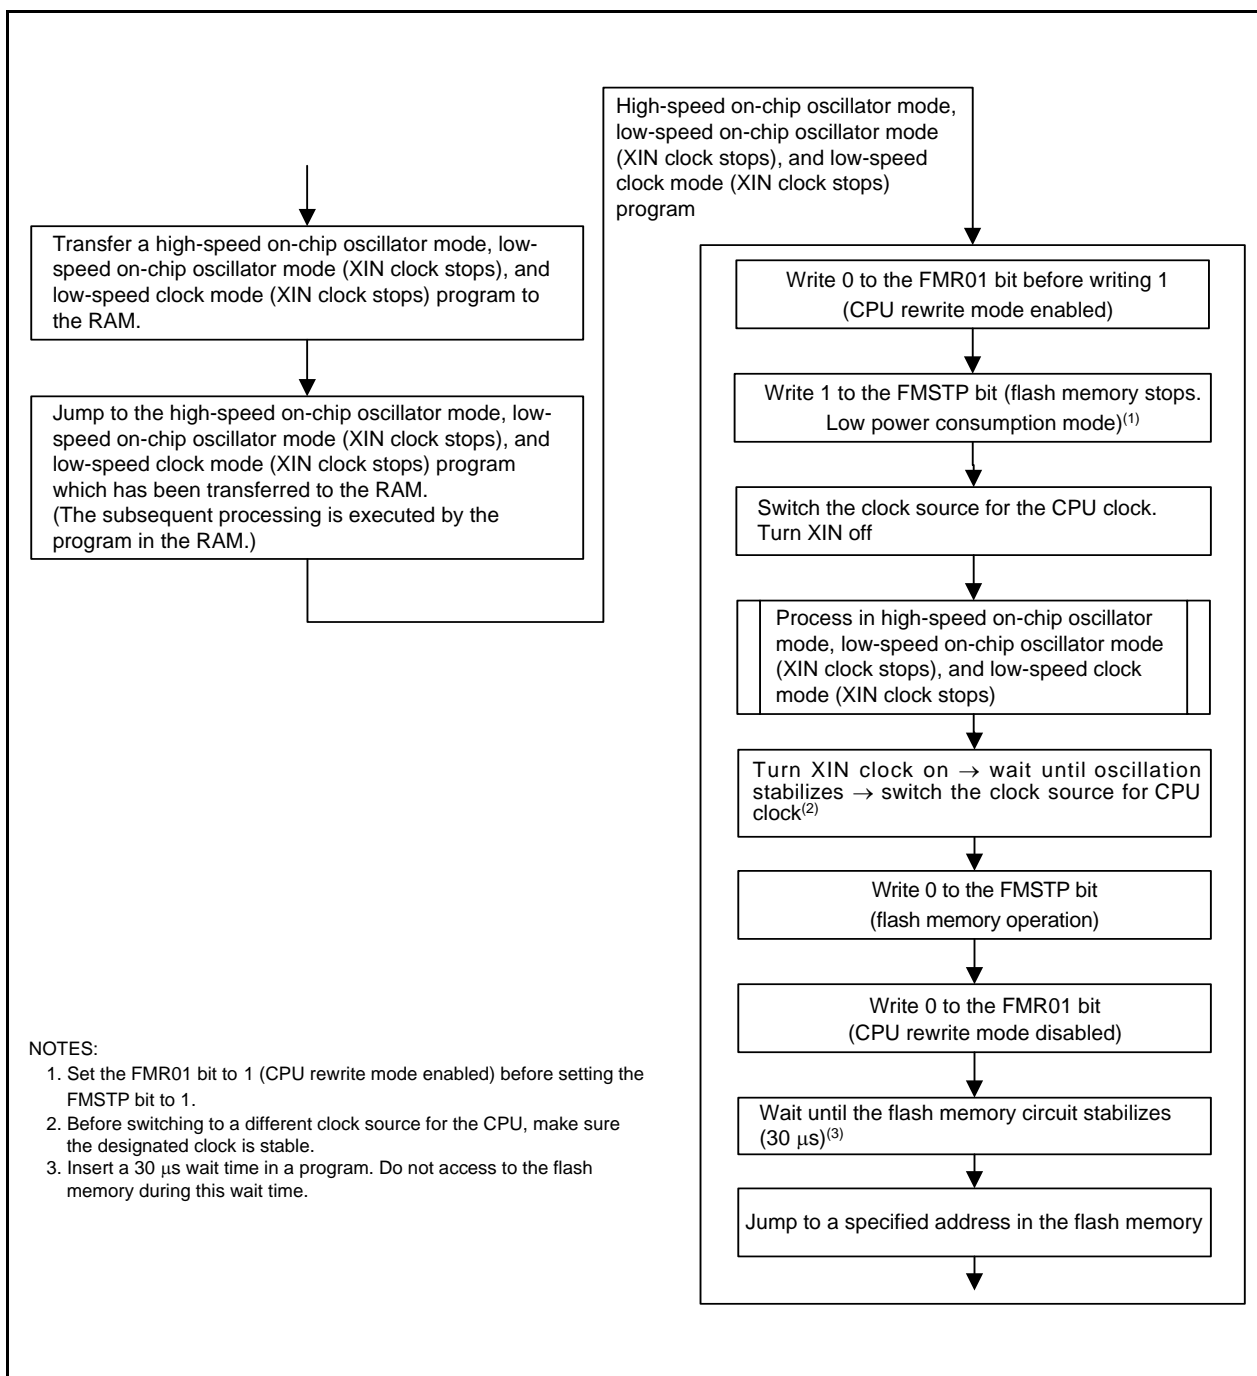 Transfer a high-speed on-chip oscillator mode, low-
speed on-chip oscillator mode (XIN clock stops), and
low-speed clock mode (XIN clock stops) program to
the RAM.
Jump to the high-speed on-chip oscillator mode, low-
speed on-chip oscillator mode (XIN clock stops), and
low-speed clock mode (XIN clock stops) program
which has been transferred to the RAM.
(The subsequent processing is executed by the
program in the RAM.)
High-speed on-chip oscillator mode,
low-speed on-chip oscillator mode
(XIN clock stops), and low-speed
clock mode (XIN clock stops)
program
Write 0 to the FMR01 bit before writing 1
(CPU rewrite mode enabled)
Write 1 to the FMSTP bit (flash memory stops.
Low power consumption mode)(1)
Switch the clock source for the CPU clock.
Turn XIN off
Process in high-speed on-chip oscillator
mode, low-speed on-chip oscillator mode
(XIN clock stops), and low-speed clock
mode (XIN clock stops)
Turn XIN clock on → wait until oscillation
stabilizes → switch the clock source for CPU
clock(2)
Write 0 to the FMSTP bit
(flash memory operation)
Write 0 to the FMR01 bit
(CPU rewrite mode disabled)
Wait until the flash memory circuit stabilizes
(30 μs)(3)
Jump to a specified address in the flash memory
NOTES:
1. Set the FMR01 bit to 1 (CPU rewrite mode enabled) before setting the
FMSTP bit to 1.
2. Before switching to a different clock source for the CPU, make sure
the designated clock is stable.
3. Insert a 30 μs wait time in a program. Do not access to the flash
memory during this wait time.